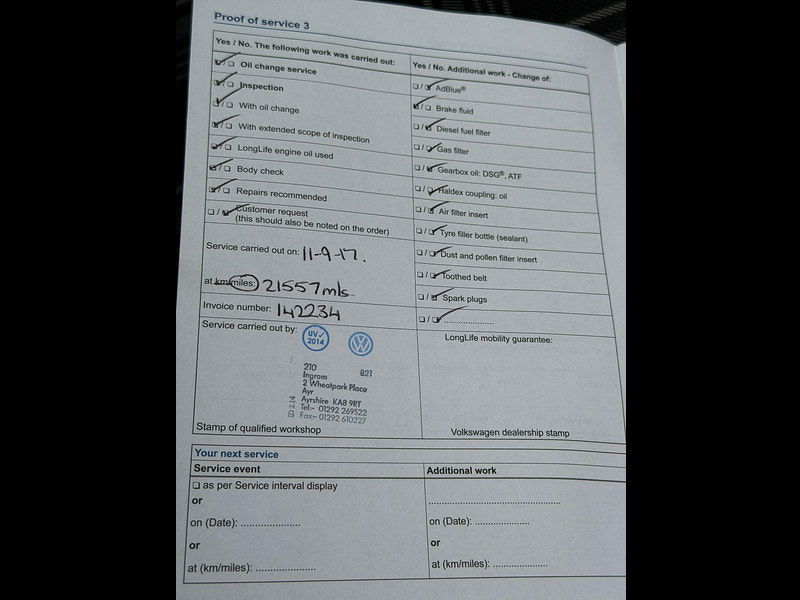 Proof of service 3
Yes / No. The following work was carried out:
☑/☐ Oil change service
☑/☐ Inspection
☑/☐ With oil change
☑/☐ With extended scope of inspection
☑/☐ LongLife engine oil used
☑/☐ Body check
☑/☐ Repairs recommended
☐/☑ Customer request
(this should also be noted on the order)
Service carried out on: 11-9-17.
at km/miles: 21557mls.
Invoice number: 142234
Service carried out by:
UV✓
2014
VW
210 821
Ingram
2 Wheatpark Place
Ayr
Ayrshire KA8 9RT
Tel:- 01292 269522
Fax:- 01292 610227
ID 2.14
Stamp of qualified workshop
Yes / No. Additional work - Change of:
☐/☑ AdBlue®
☑/☐ Brake fluid
☐/☑ Diesel fuel filter
☐/☑ Gas filter
☐/☑ Gearbox oil: DSG®, ATF
☐/☑ Haldex coupling: oil
☐/☑ Air filter insert
☐/☑ Tyre filler bottle (sealant)
☐/☑ Dust and pollen filter insert
☐/☑ Toothed belt
☐/☑ Spark plugs
☐/☑ ......................
LongLife mobility guarantee:
Volkswagen dealership stamp
Your next service
Service event
☐ as per Service interval display
or
on (Date): .....................
or
at (km/miles): .....................
Additional work
.............................................
on (Date): ...................
or
at (km/miles): ...................